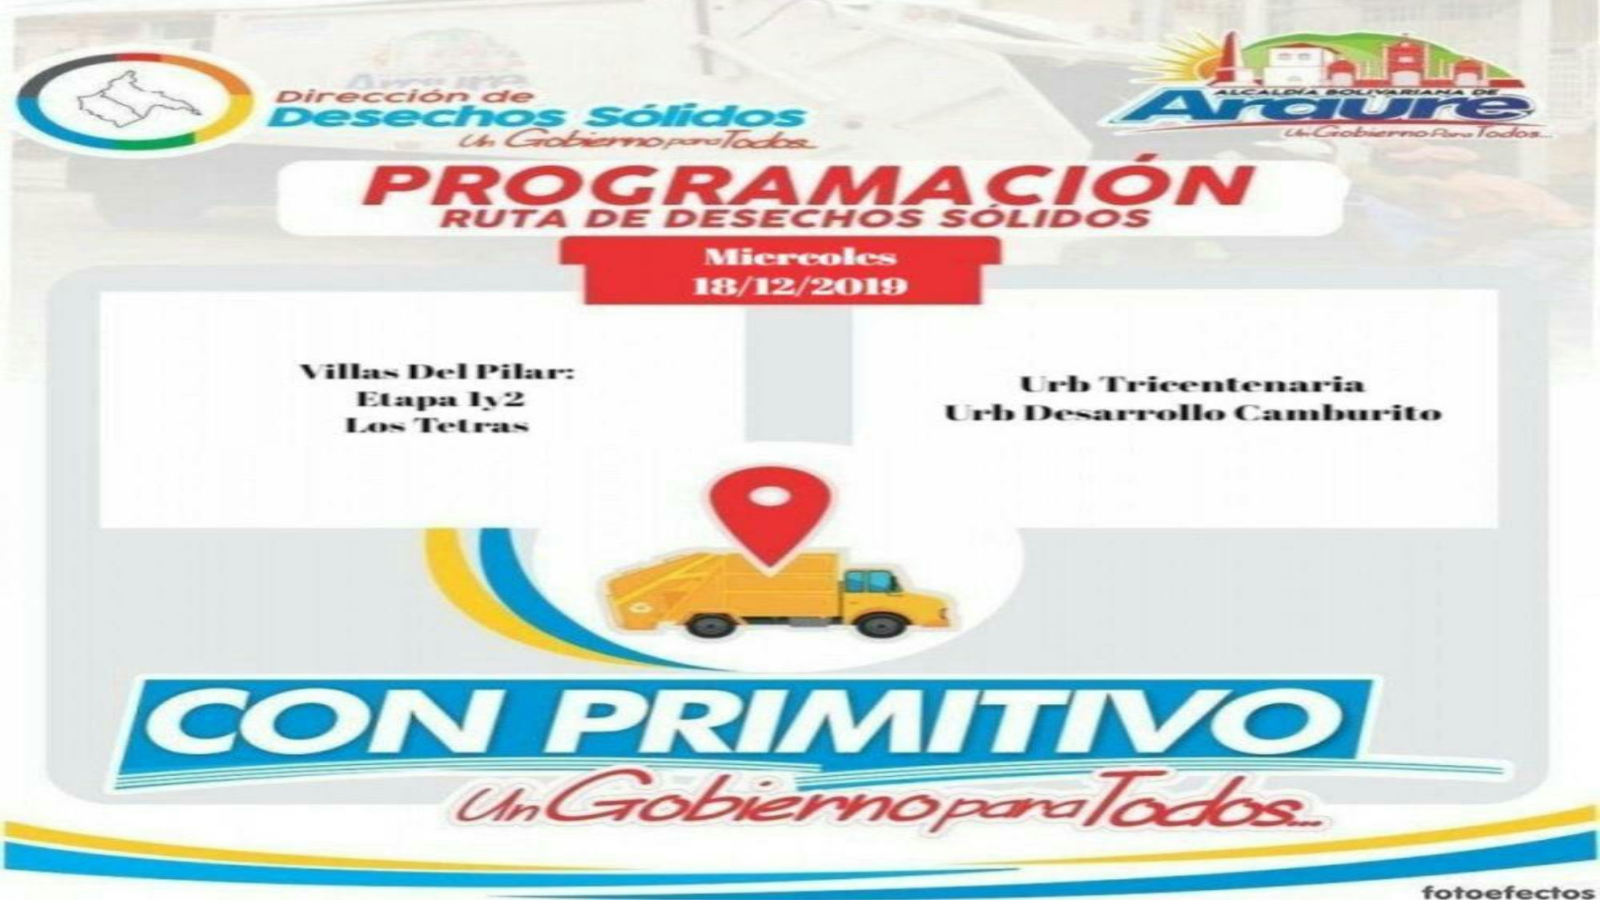 Dirección de
Desechos Sólidos
Un Gobierno para Todos...
ALCALDÍA BOLIVARIANA DE
Araure
Un Gobierno Para Todos...
PROGRAMACIÓN
RUTA DE DESECHOS SÓLIDOS
Miercoles
18/12/2019
Villas Del Pilar:
Etapa 1y2
Los Tetras
Urb Tricentenaria
Urb Desarrollo Camburito
CON PRIMITIVO
Un Gobierno para Todos...
fotoefectos